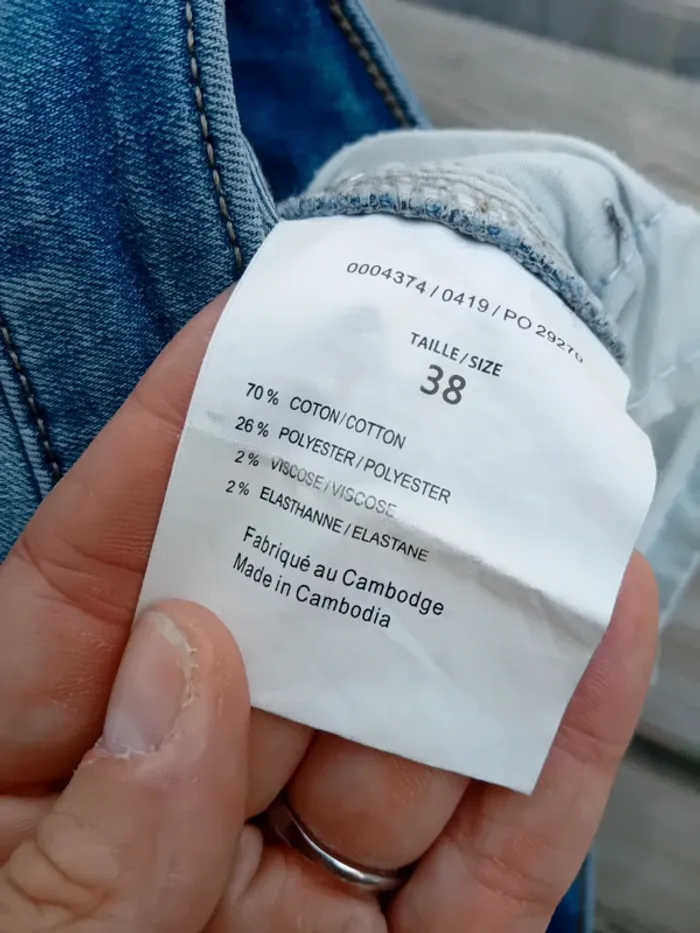 0004374 / 0419 / PO 29270
TAILLE/SIZE
38
70 % COTON/COTTON
26 % POLYESTER/POLYESTER
2 % VISCOSE/VISCOSE
2 % ELASTHANNE/ELASTANE
Fabriqué au Cambodge
Made in Cambodia